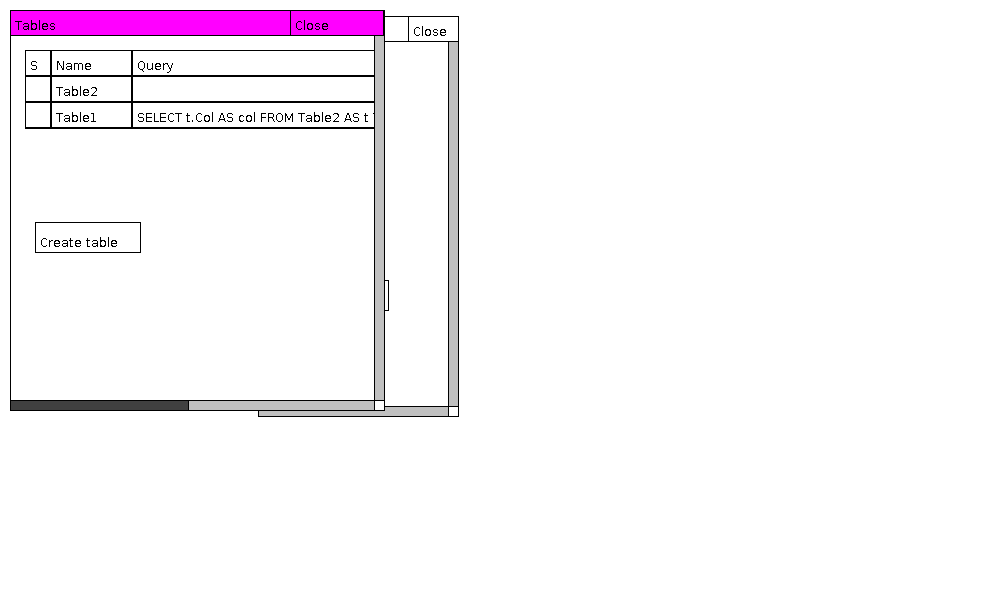 Tables Close
Close
S Name Query
Table2
Table1 SELECT t.Col AS col FROM Table2 AS t
Create table